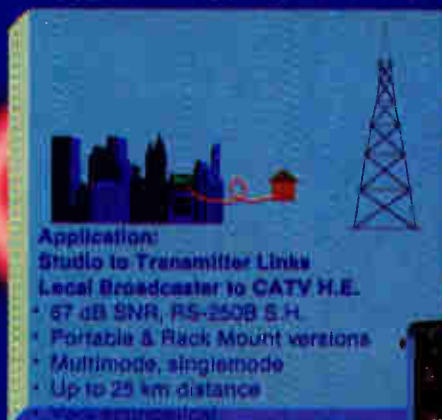 Application:
Studio to Transmitter Links
Local Broadcaster to CATV H.E.
• 67 dB SNR, RS-250B S.H.
• Portable & Rack Mount versions
• Multimode, singlemode
• Up to 25 km distance